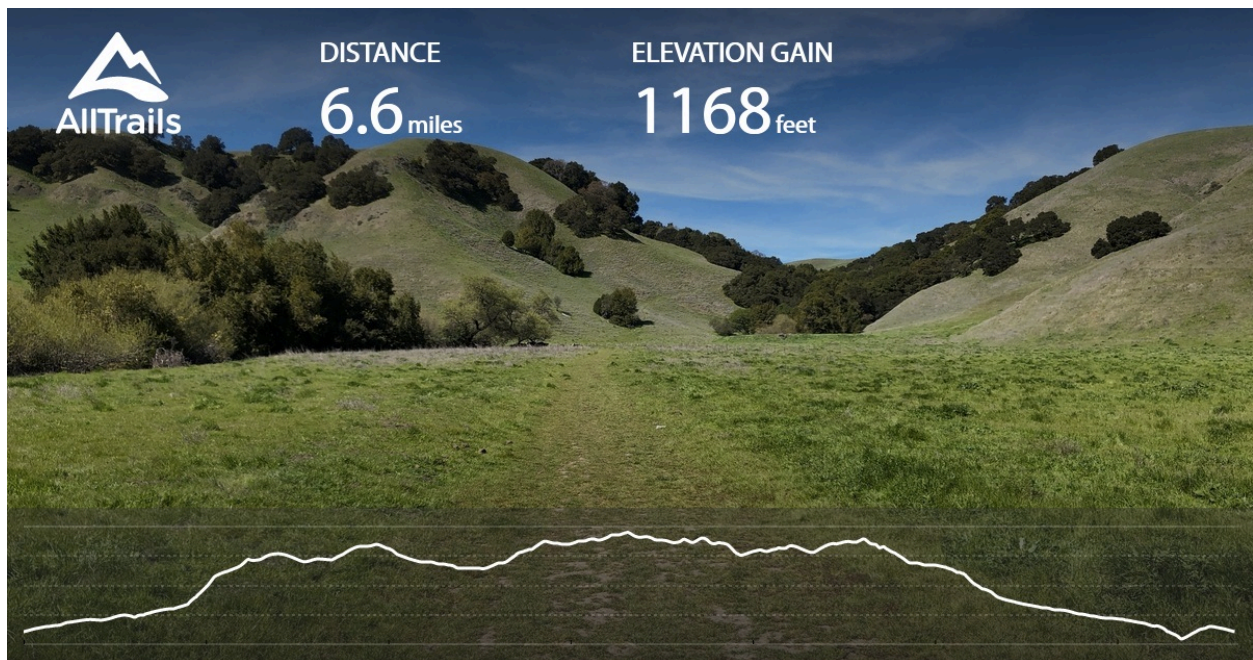 AllTrails
DISTANCE
6.6 miles
ELEVATION GAIN
1168 feet